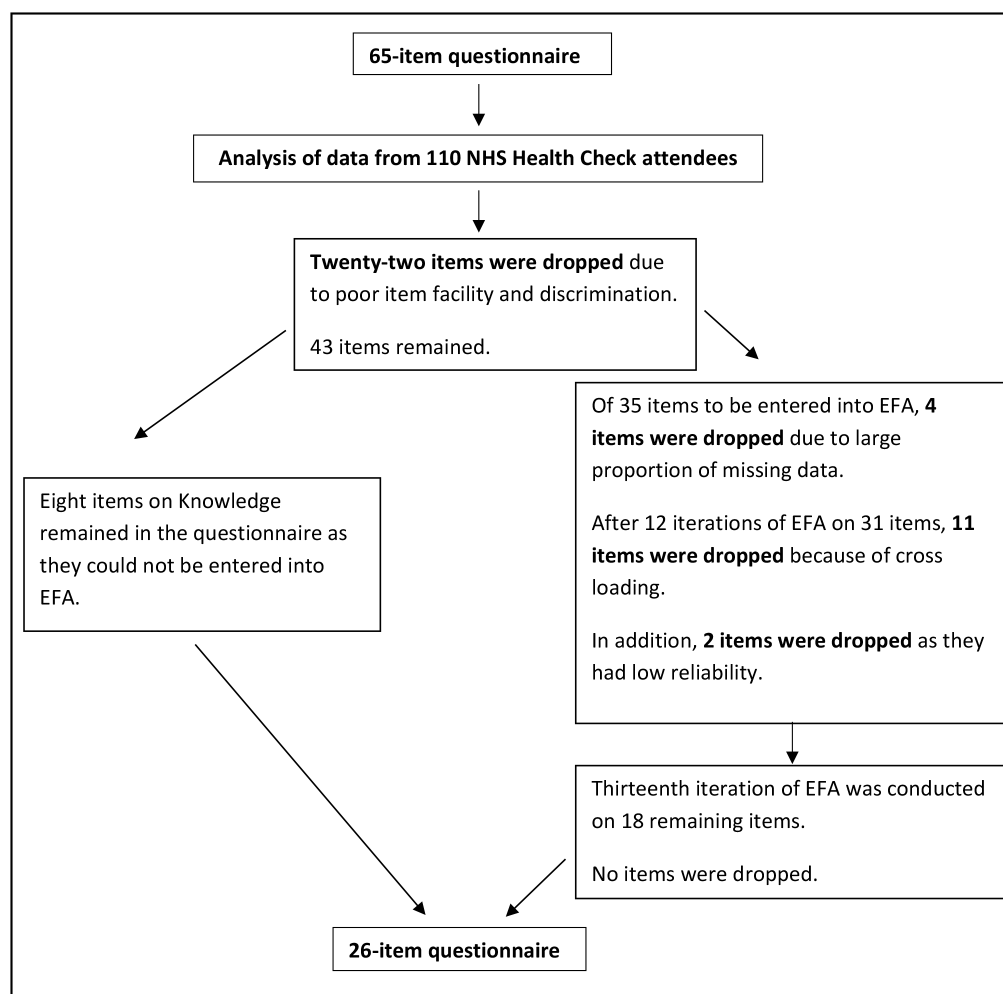 65-item questionnaire
Analysis of data from 110 NHS Health Check attendees
Twenty-two items were dropped due
to poor item facility and discrimination.
43 items remained.
Of 35 items to be entered into EFA, 4
items were dropped due to large
proportion of missing data.
After 12 iterations of EFA on 31 items, 11
items were dropped because of cross
loading.
In addition, 2 items were dropped as they
had low reliability.
Eight items on Knowledge
remained in the questionnaire as
they could not be entered into
EFA.
Thirteenth iteration of EFA was conducted
on 18 remaining items.
No items were dropped.
26-item questionnaire